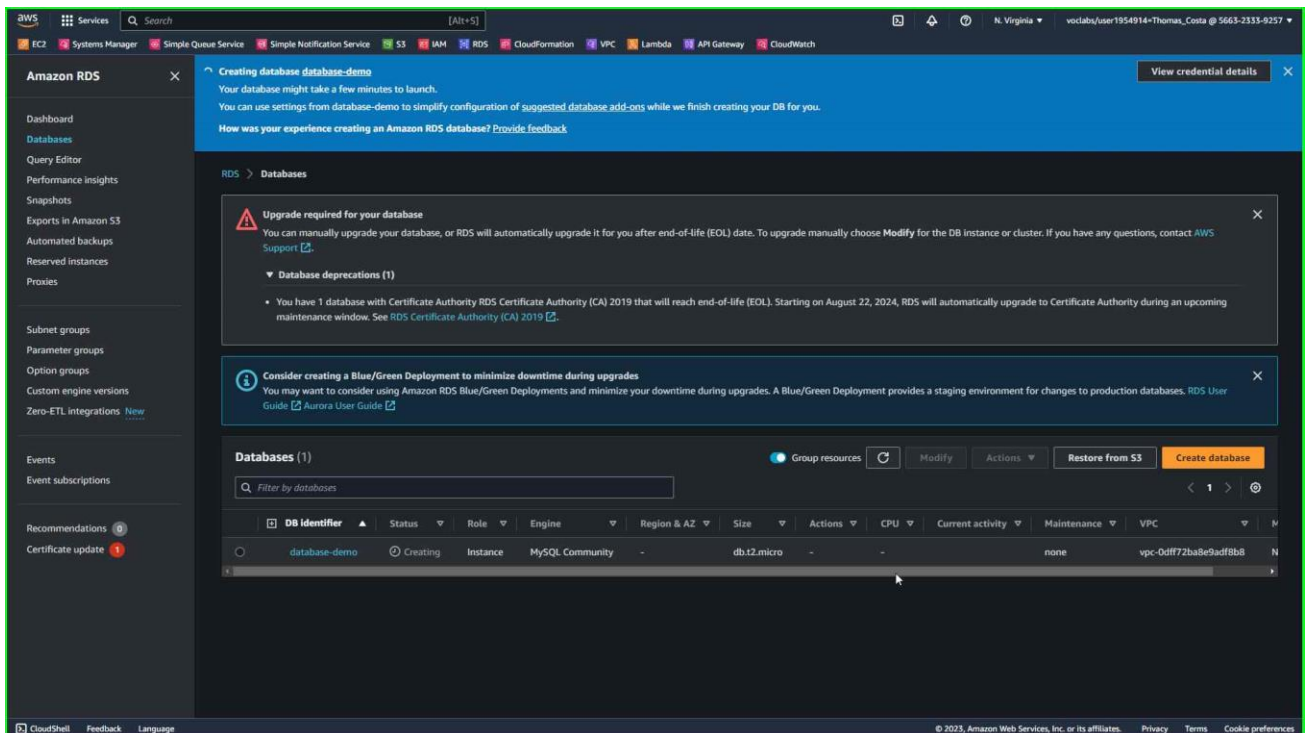 aws Services Search [Alt+S] N. Virginia voclabs/user1954914=Thomas_Costa @ 5663-2333-9257
EC2 Systems Manager Simple Queue Service Simple Notification Service S3 IAM RDS CloudFormation VPC Lambda API Gateway CloudWatch
Amazon RDS
Dashboard
Databases
Query Editor
Performance insights
Snapshots
Exports in Amazon S3
Automated backups
Reserved instances
Proxies
Subnet groups
Parameter groups
Option groups
Custom engine versions
Zero-ETL integrations New
Events
Event subscriptions
Recommendations 0
Certificate update 1
Creating database database-demo View credential details
Your database might take a few minutes to launch.
You can use settings from database-demo to simplify configuration of suggested database add-ons while we finish creating your DB for you.
How was your experience creating an Amazon RDS database? Provide feedback
RDS > Databases
Upgrade required for your database
You can manually upgrade your database, or RDS will automatically upgrade it for you after end-of-life (EOL) date. To upgrade manually choose Modify for the DB instance or cluster. If you have any questions, contact AWS
Support.
Database deprecations (1)
• You have 1 database with Certificate Authority RDS Certificate Authority (CA) 2019 that will reach end-of-life (EOL). Starting on August 22, 2024, RDS will automatically upgrade to Certificate Authority during an upcoming
maintenance window. See RDS Certificate Authority (CA) 2019.
Consider creating a Blue/Green Deployment to minimize downtime during upgrades
You may want to consider using Amazon RDS Blue/Green Deployments and minimize your downtime during upgrades. A Blue/Green Deployment provides a staging environment for changes to production databases. RDS User
Guide Aurora User Guide
Databases (1) Group resources Modify Actions Restore from S3 Create database
Filter by databases < 1 >
DB identifier Status Role Engine Region & AZ Size Actions CPU Current activity Maintenance VPC M
database-demo Creating Instance MySQL Community - db.t2.micro - - none vpc-0dff72ba8e9adf8b8 N
CloudShell Feedback Language © 2023, Amazon Web Services, Inc. or its affiliates. Privacy Terms Cookie preferences